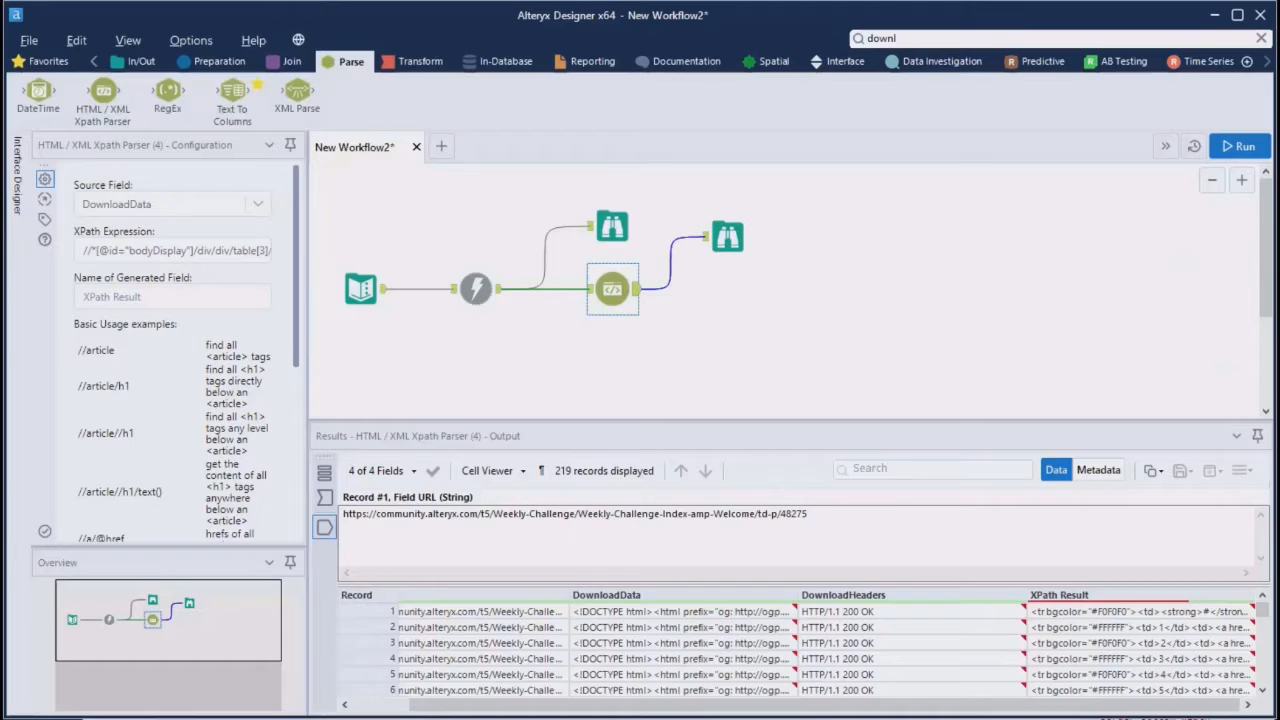 Alteryx Designer x64 - New Workflow2*
File Edit View Options Help
downl
Favorites In/Out Preparation Join Parse Transform In-Database Reporting Documentation Spatial Interface Data Investigation Predictive AB Testing Time Series
DateTime
HTML / XML
Xpath Parser
RegEx
Text To
Columns
XML Parse
Interface Designer
HTML / XML Xpath Parser (4) - Configuration
New Workflow2*
Run
Source Field:
DownloadData
XPath Expression:
//*[@id="bodyDisplay"]/div/div/table[3]/
Name of Generated Field:
XPath Result
Basic Usage examples:
//article
find all
<article> tags
//article/h1
find all <h1>
tags directly
below an
<article>
//article//h1
find all <h1>
tags any level
below an
<article>
//article//h1/text()
get the
content of all
<h1> tags
anywhere
below an
<article>
//a/@href
hrefs of all
Overview
Results - HTML / XML Xpath Parser (4) - Output
4 of 4 Fields Cell Viewer ¶ 219 records displayed Search Data Metadata
Record #1, Field URL (String)
https://community.alteryx.com/t5/Weekly-Challenge/Weekly-Challenge-Index-amp-Welcome/td-p/48275
Record DownloadData DownloadHeaders XPath Result
1 nunity.alteryx.com/t5/Weekly-Challe... <!DOCTYPE html> <html prefix="og: http://ogp.... HTTP/1.1 200 OK <tr bgcolor="#F0F0F0"> <td> <strong>#</stron...
2 nunity.alteryx.com/t5/Weekly-Challe... <!DOCTYPE html> <html prefix="og: http://ogp.... HTTP/1.1 200 OK <tr bgcolor="#FFFFFF"> <td>1</td> <td> <a hre...
3 nunity.alteryx.com/t5/Weekly-Challe... <!DOCTYPE html> <html prefix="og: http://ogp.... HTTP/1.1 200 OK <tr bgcolor="#F0F0F0"> <td>2</td> <td> <a hre...
4 nunity.alteryx.com/t5/Weekly-Challe... <!DOCTYPE html> <html prefix="og: http://ogp.... HTTP/1.1 200 OK <tr bgcolor="#FFFFFF"> <td>3</td> <td> <a hre...
5 nunity.alteryx.com/t5/Weekly-Challe... <!DOCTYPE html> <html prefix="og: http://ogp.... HTTP/1.1 200 OK <tr bgcolor="#F0F0F0"> <td>4</td> <td> <a hre...
6 nunity.alteryx.com/t5/Weekly-Challe... <!DOCTYPE html> <html prefix="og: http://ogp.... HTTP/1.1 200 OK <tr bgcolor="#FFFFFF"> <td>5</td> <td> <a hre...